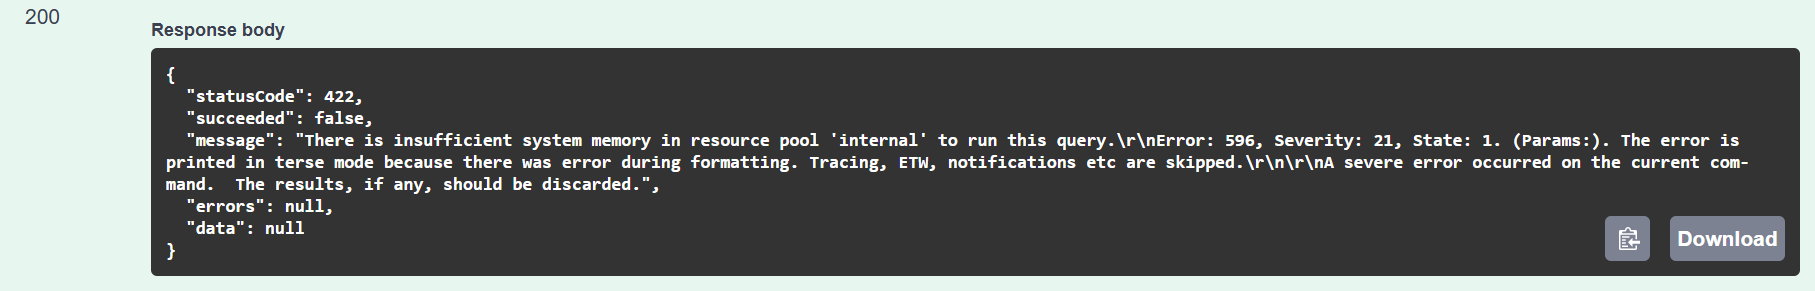 200
Response body
{
"statusCode": 422,
"succeeded": false,
"message": "There is insufficient system memory in resource pool 'internal' to run this query.\r\nError: 596, Severity: 21, State: 1. (Params:). The error is
printed in terse mode because there was error during formatting. Tracing, ETW, notifications etc are skipped.\r\n\r\nA severe error occurred on the current com-
mand.  The results, if any, should be discarded.",
"errors": null,
"data": null
}
Download